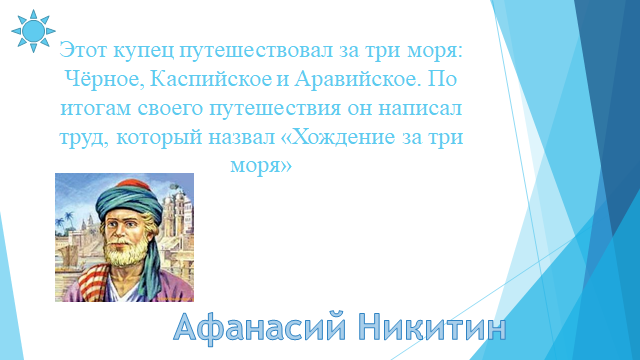 Этот купец путешествовал за три моря:
Чёрное, Каспийское и Аравийское. По
итогам своего путешествия он написал
труд, который назвал «Хождение за три
моря»
Афанасий Никитин